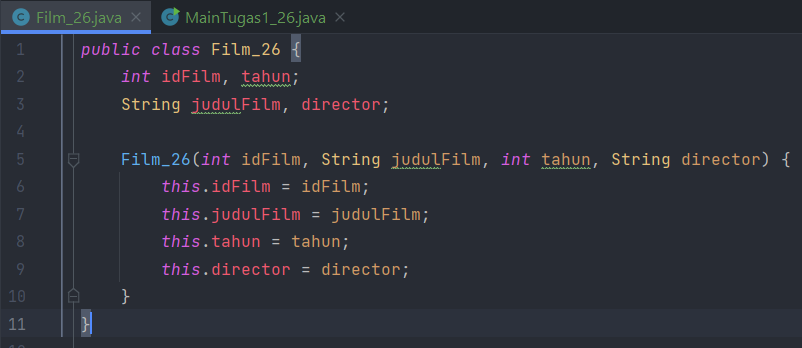 Film_26.java × MainTugas1_26.java ×
1 public class Film_26 {
2     int idFilm, tahun;
3     String judulFilm, director;
4
5     Film_26(int idFilm, String judulFilm, int tahun, String director) {
6         this.idFilm = idFilm;
7         this.judulFilm = judulFilm;
8         this.tahun = tahun;
9         this.director = director;
10     }
11 }